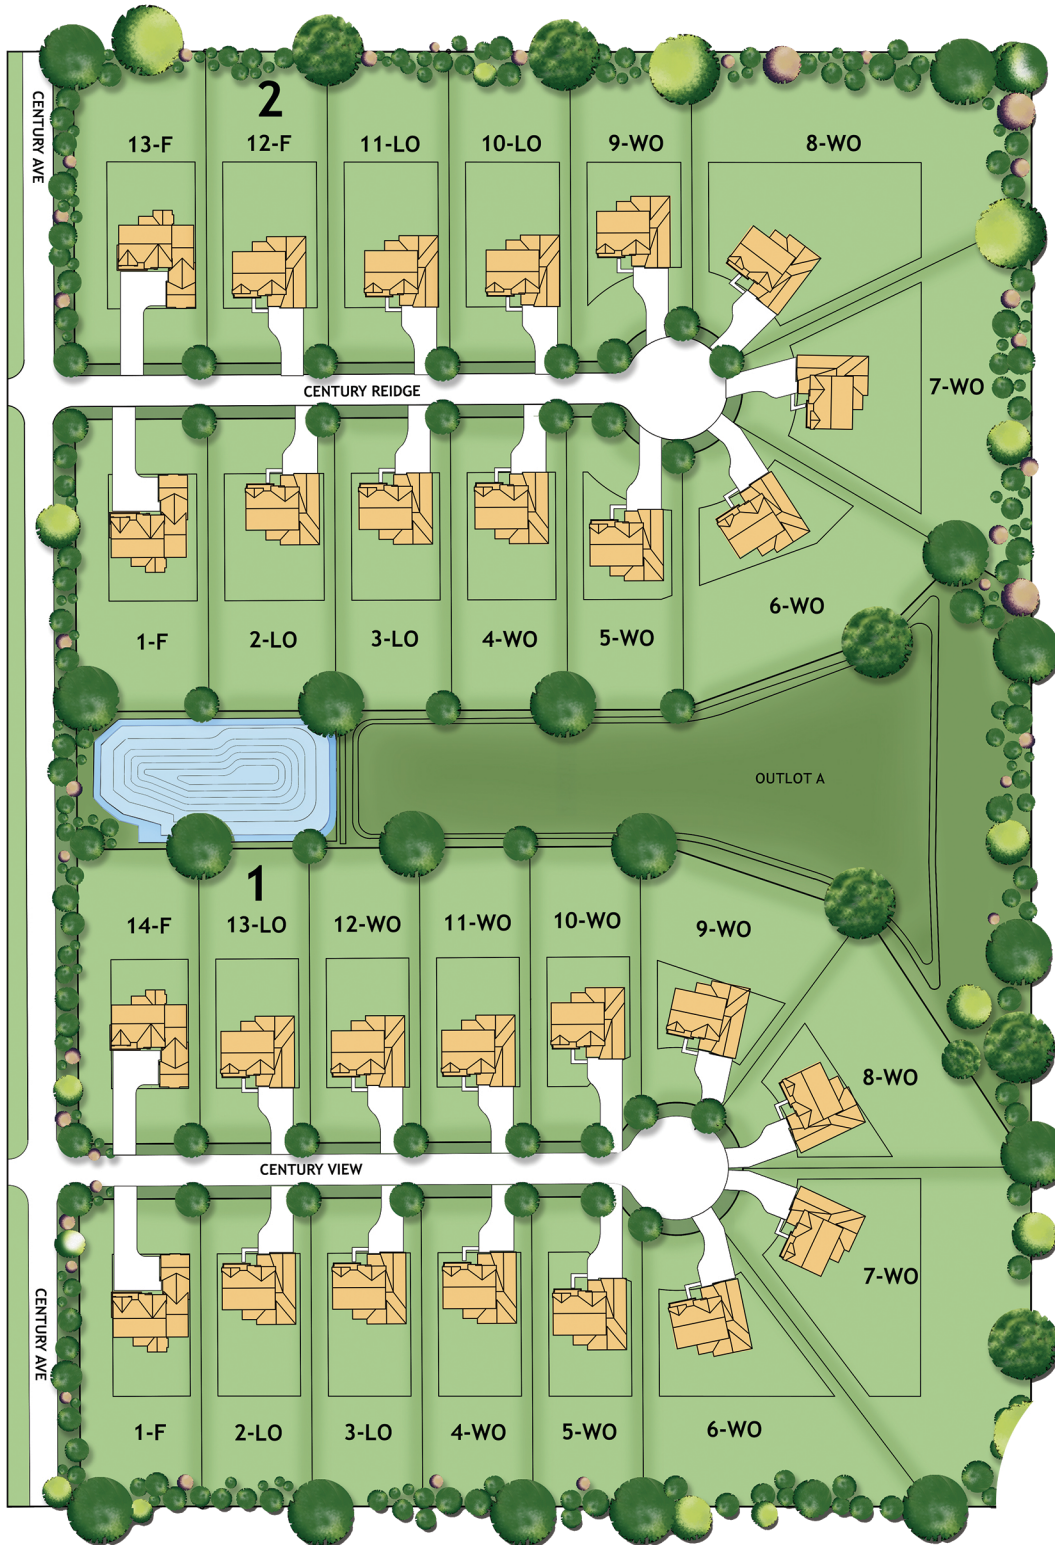 CENTURY AVE
2
13-F
12-F
11-LO
10-LO
9-WO
8-WO
CENTURY REIDGE
7-WO
1-F
2-LO
3-LO
4-WO
5-WO
6-WO
OUTLOT A
1
14-F
13-LO
12-WO
11-WO
10-WO
9-WO
8-WO
CENTURY VIEW
CENTURY AVE
7-WO
1-F
2-LO
3-LO
4-WO
5-WO
6-WO